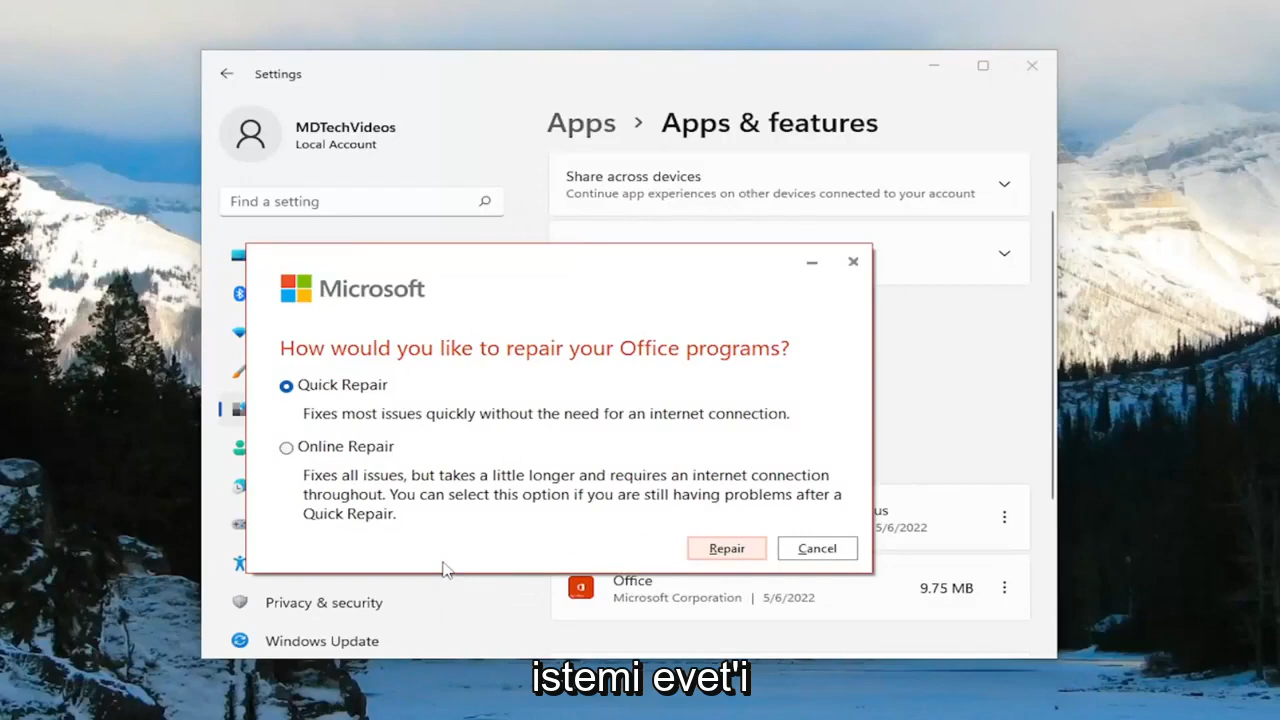 Settings
MDTechVideos
Local Account
Find a setting
Apps > Apps & features
Share across devices
Continue app experiences on other devices connected to your account
Microsoft
How would you like to repair your Office programs?
Quick Repair
Fixes most issues quickly without the need for an internet connection.
Online Repair
Fixes all issues, but takes a little longer and requires an internet connection
throughout. You can select this option if you are still having problems after a
Quick Repair.
Repair
Cancel
us
5/6/2022
Office
Microsoft Corporation | 5/6/2022
9.75 MB
Privacy & security
Windows Update
istemi evet'i